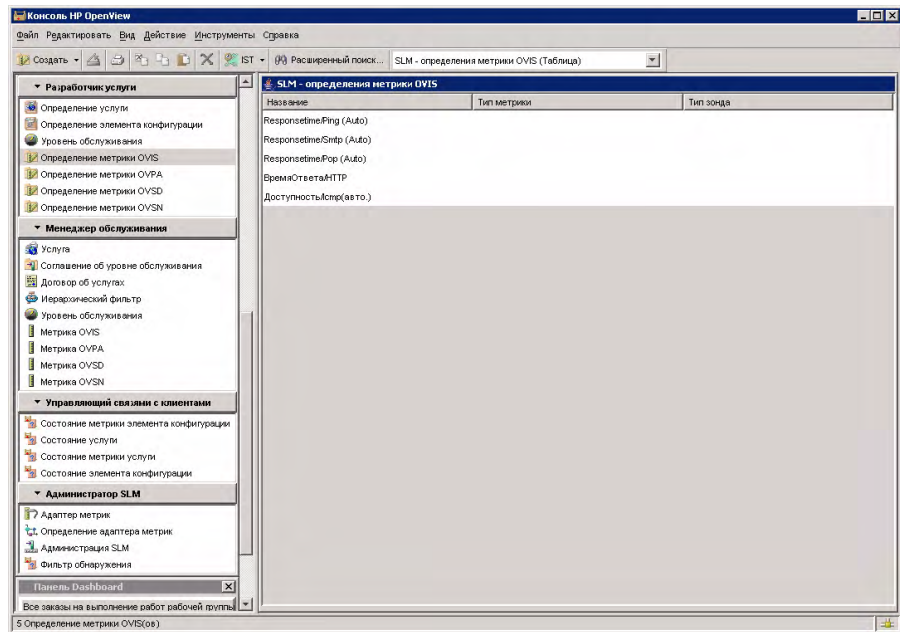 Консоль HP OpenView
Файл Редактировать Вид Действие Инструменты Справка
Создать IST Расширенный поиск... SLM - определения метрики OVIS (Таблица)
Разработчик услуги
Определение услуги
Определение элемента конфигурации
Уровень обслуживания
Определение метрики OVIS
Определение метрики OVPA
Определение метрики OVSD
Определение метрики OVSN
Менеджер обслуживания
Услуга
Соглашение об уровне обслуживания
Договор об услугах
Иерархический фильтр
Уровень обслуживания
Метрика OVIS
Метрика OVPA
Метрика OVSD
Метрика OVSN
Управляющий связями с клиентами
Состояние метрики элемента конфигурации
Состояние услуги
Состояние метрики услуги
Состояние элемента конфигурации
Администратор SLM
Адаптер метрик
Определение адаптера метрик
Администрация SLM
Фильтр обнаружения
Панель Dashboard
Все заказы на выполнение работ рабочей группы
SLM - определения метрики OVIS
Название Тип метрики Тип зонда
Responsetime/Ping (Auto)
Responsetime/Smtp (Auto)
Responsetime/Pop (Auto)
ВремяОтвета/HTTP
Доступность/Icmp(авто.)
5 Определение метрики OVIS(ов)